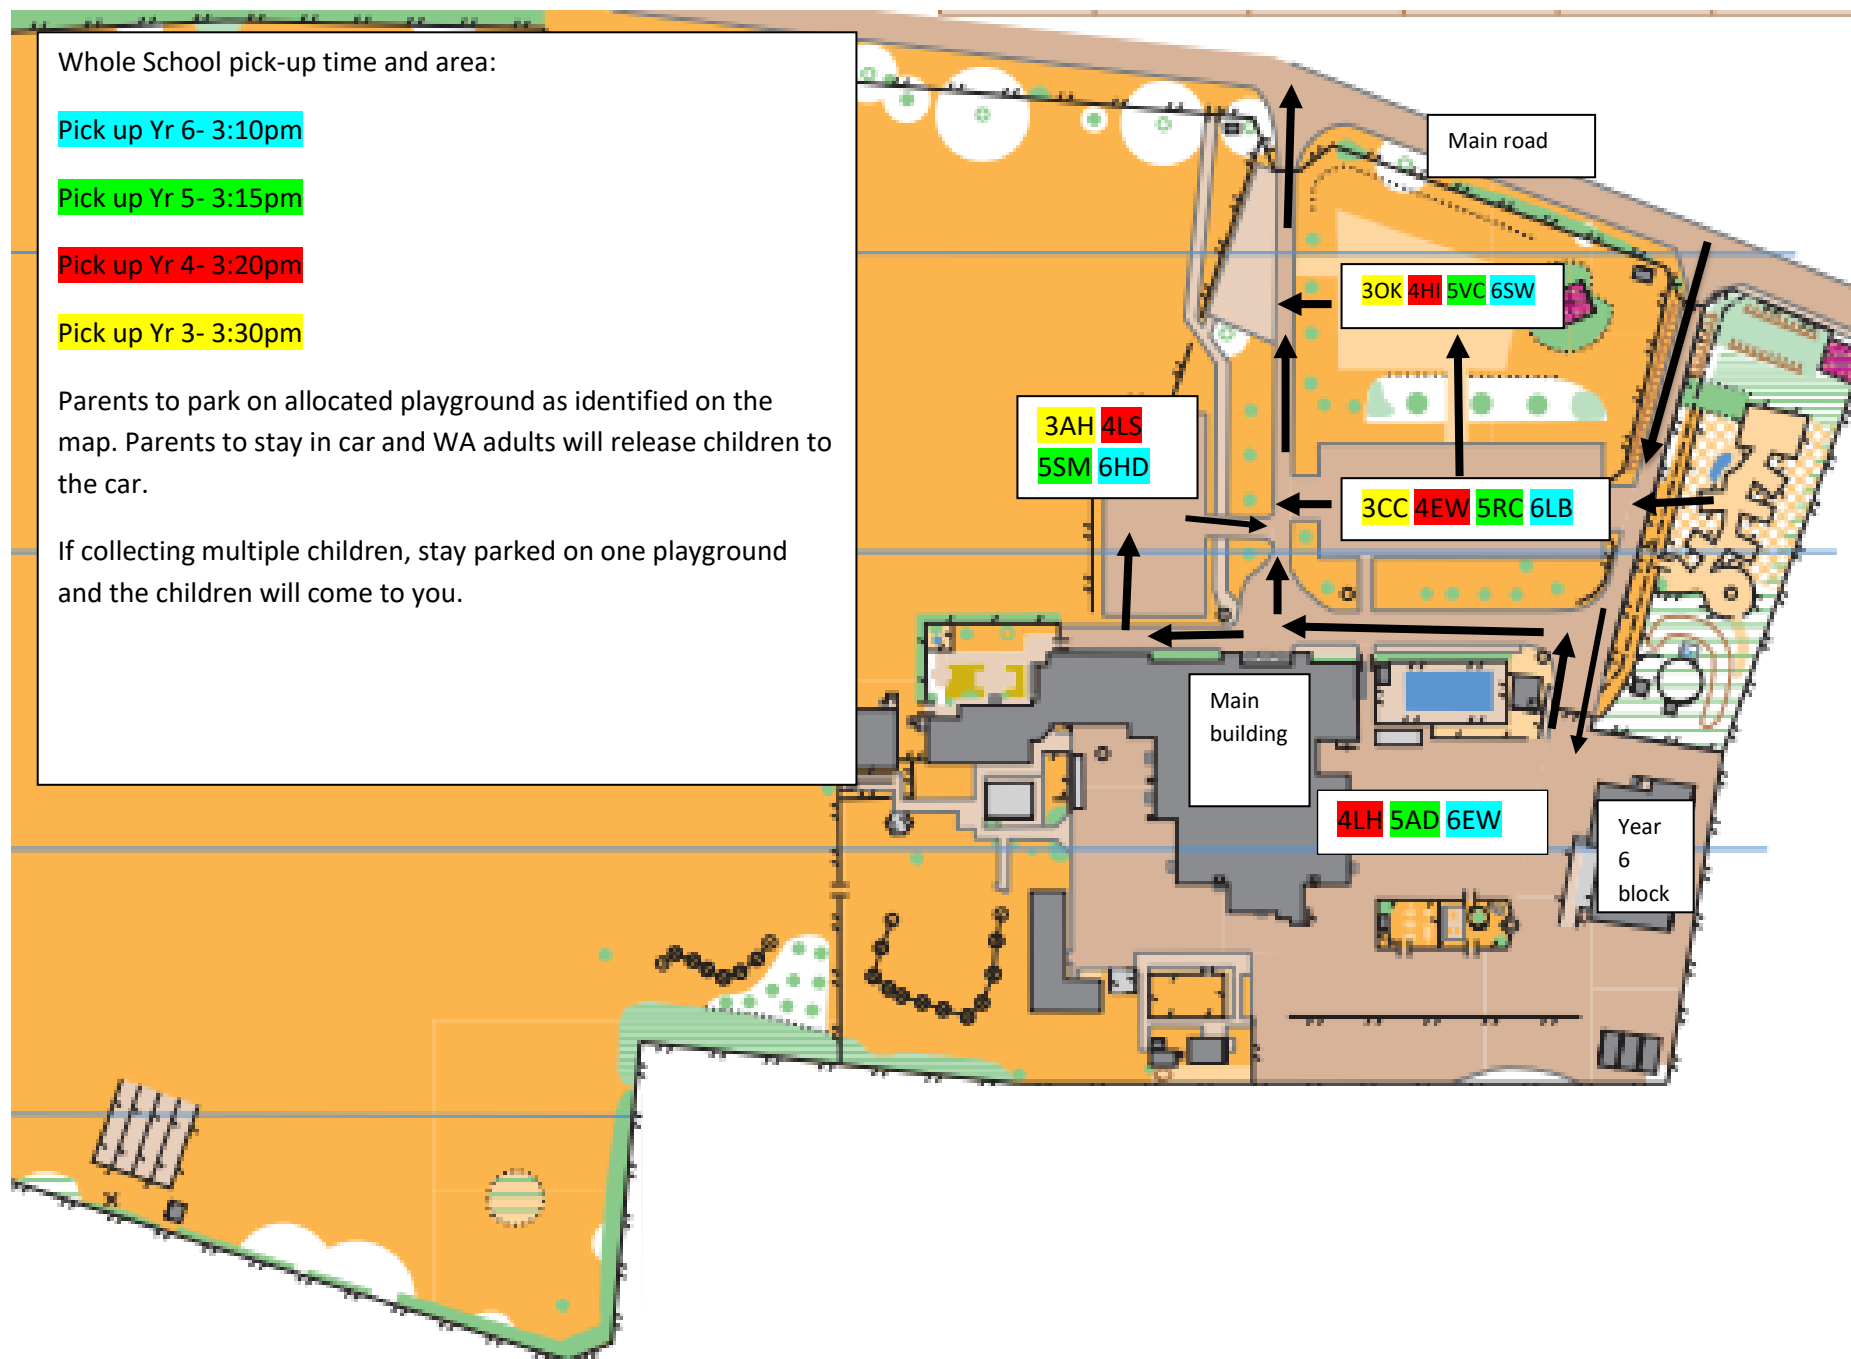 Whole School pick-up time and area:
Pick up Yr 6- 3:10pm
Pick up Yr 5- 3:15pm
Pick up Yr 4- 3:20pm
Pick up Yr 3- 3:30pm
Parents to park on allocated playground as identified on the
map. Parents to stay in car and WA adults will release children to
the car.
If collecting multiple children, stay parked on one playground
and the children will come to you.
Main road
3OK 4HI 5VC 6SW
3AH 4LS
5SM 6HD
3CC 4EW 5RC 6LB
Main
building
4LH 5AD 6EW
Year
6
block